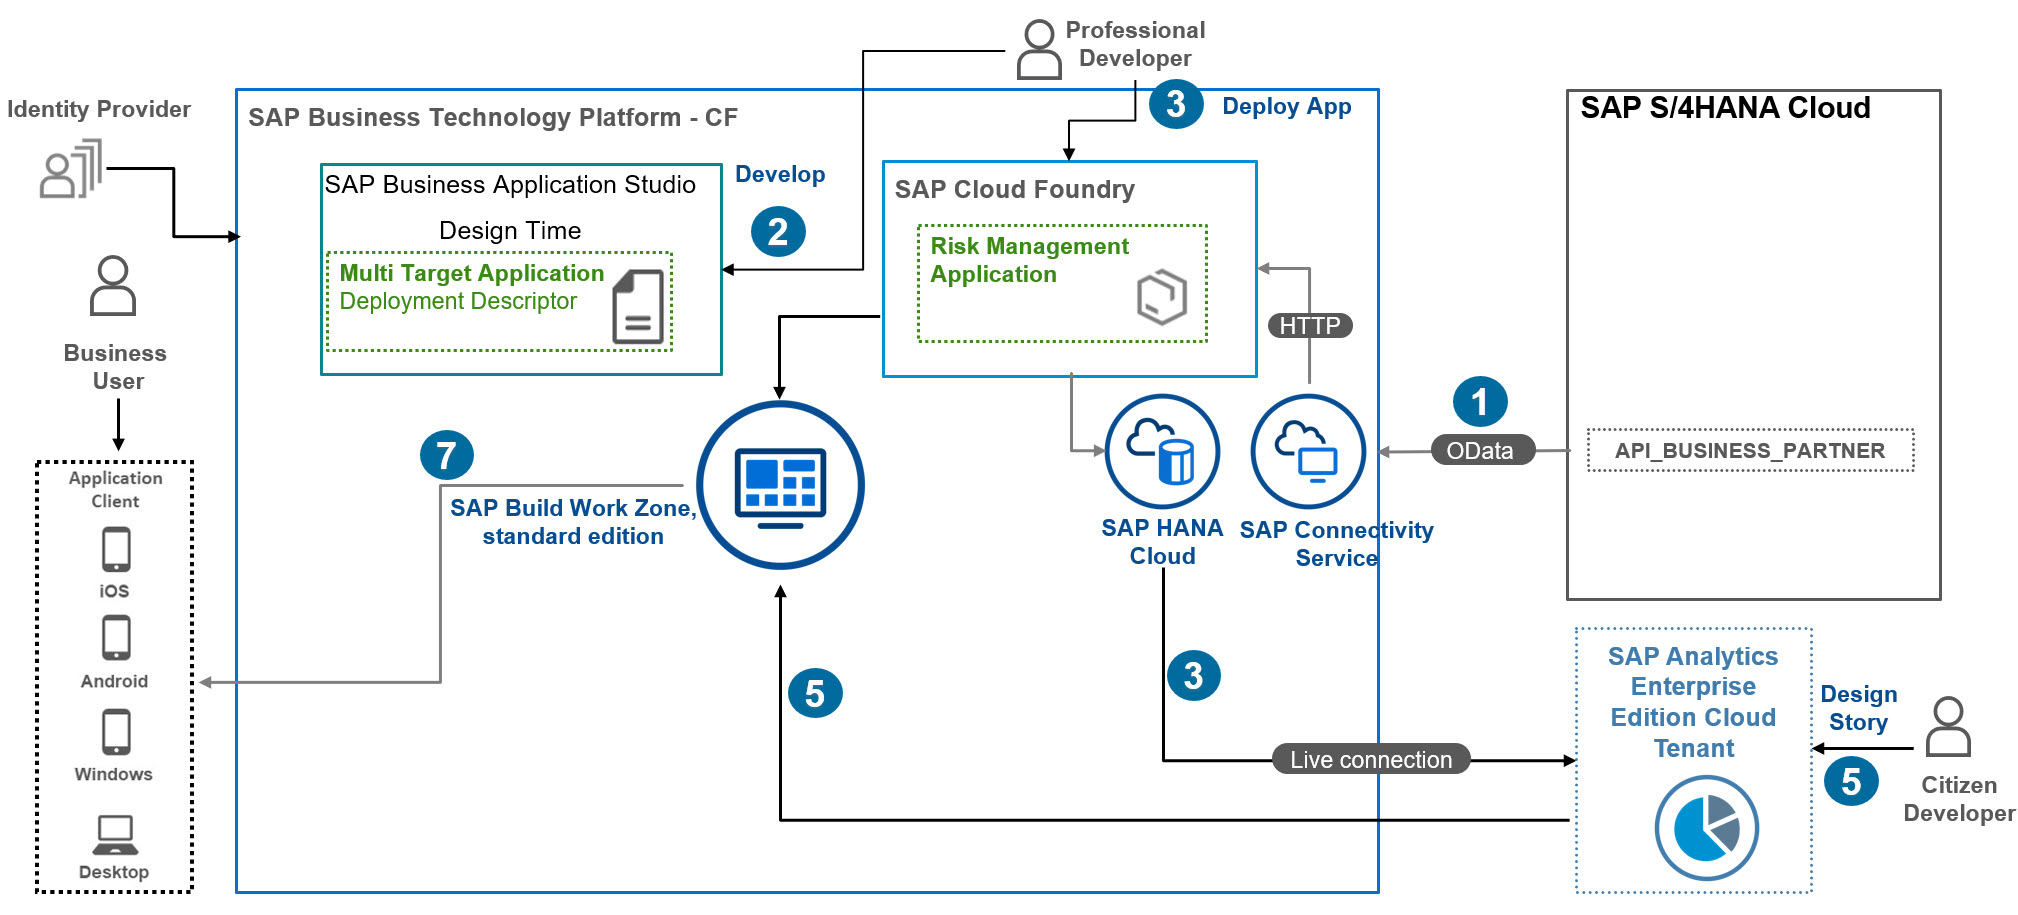 Professional
Developer
3
Deploy App
Identity Provider
SAP Business Technology Platform - CF
SAP S/4HANA Cloud
SAP Business Application Studio
Design Time
Multi Target Application
Deployment Descriptor
Develop
2
SAP Cloud Foundry
Risk Management
Application
HTTP
Business
User
1
OData
API_BUSINESS_PARTNER
7
SAP Build Work Zone,
standard edition
SAP HANA
Cloud
SAP Connectivity
Service
Application
Client
iOS
Android
Windows
Desktop
5
3
Live connection
SAP Analytics
Enterprise
Edition Cloud
Tenant
Design
Story
5
Citizen
Developer